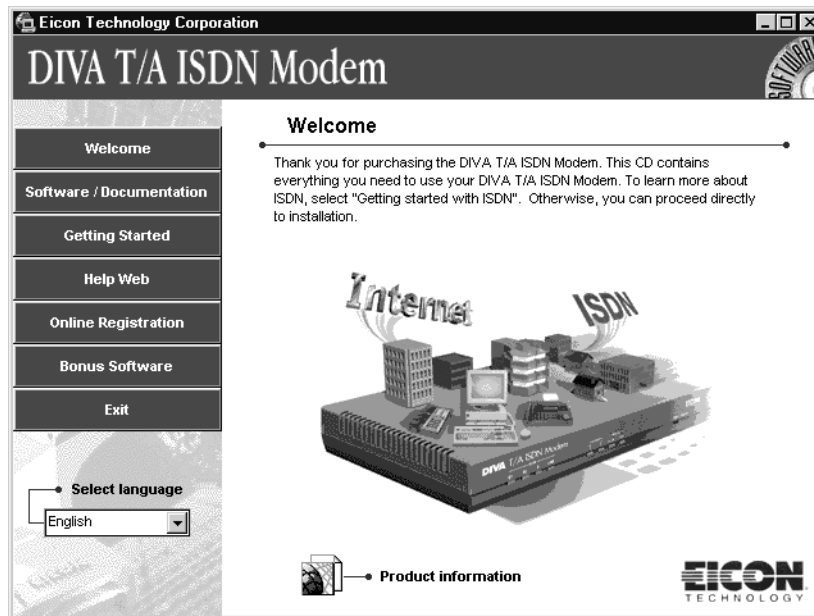 Eicon Technology Corporation
DIVA T/A ISDN Modem
SOFTWARE
Welcome
Software / Documentation
Getting Started
Help Web
Online Registration
Bonus Software
Exit
Select language
English
Welcome
Thank you for purchasing the DIVA T/A ISDN Modem. This CD contains
everything you need to use your DIVA T/A ISDN Modem. To learn more about
ISDN, select "Getting started with ISDN". Otherwise, you can proceed directly
to installation.
Internet
ISDN
DIVA T/A ISDN Modem
Product information
EICON
TECHNOLOGY